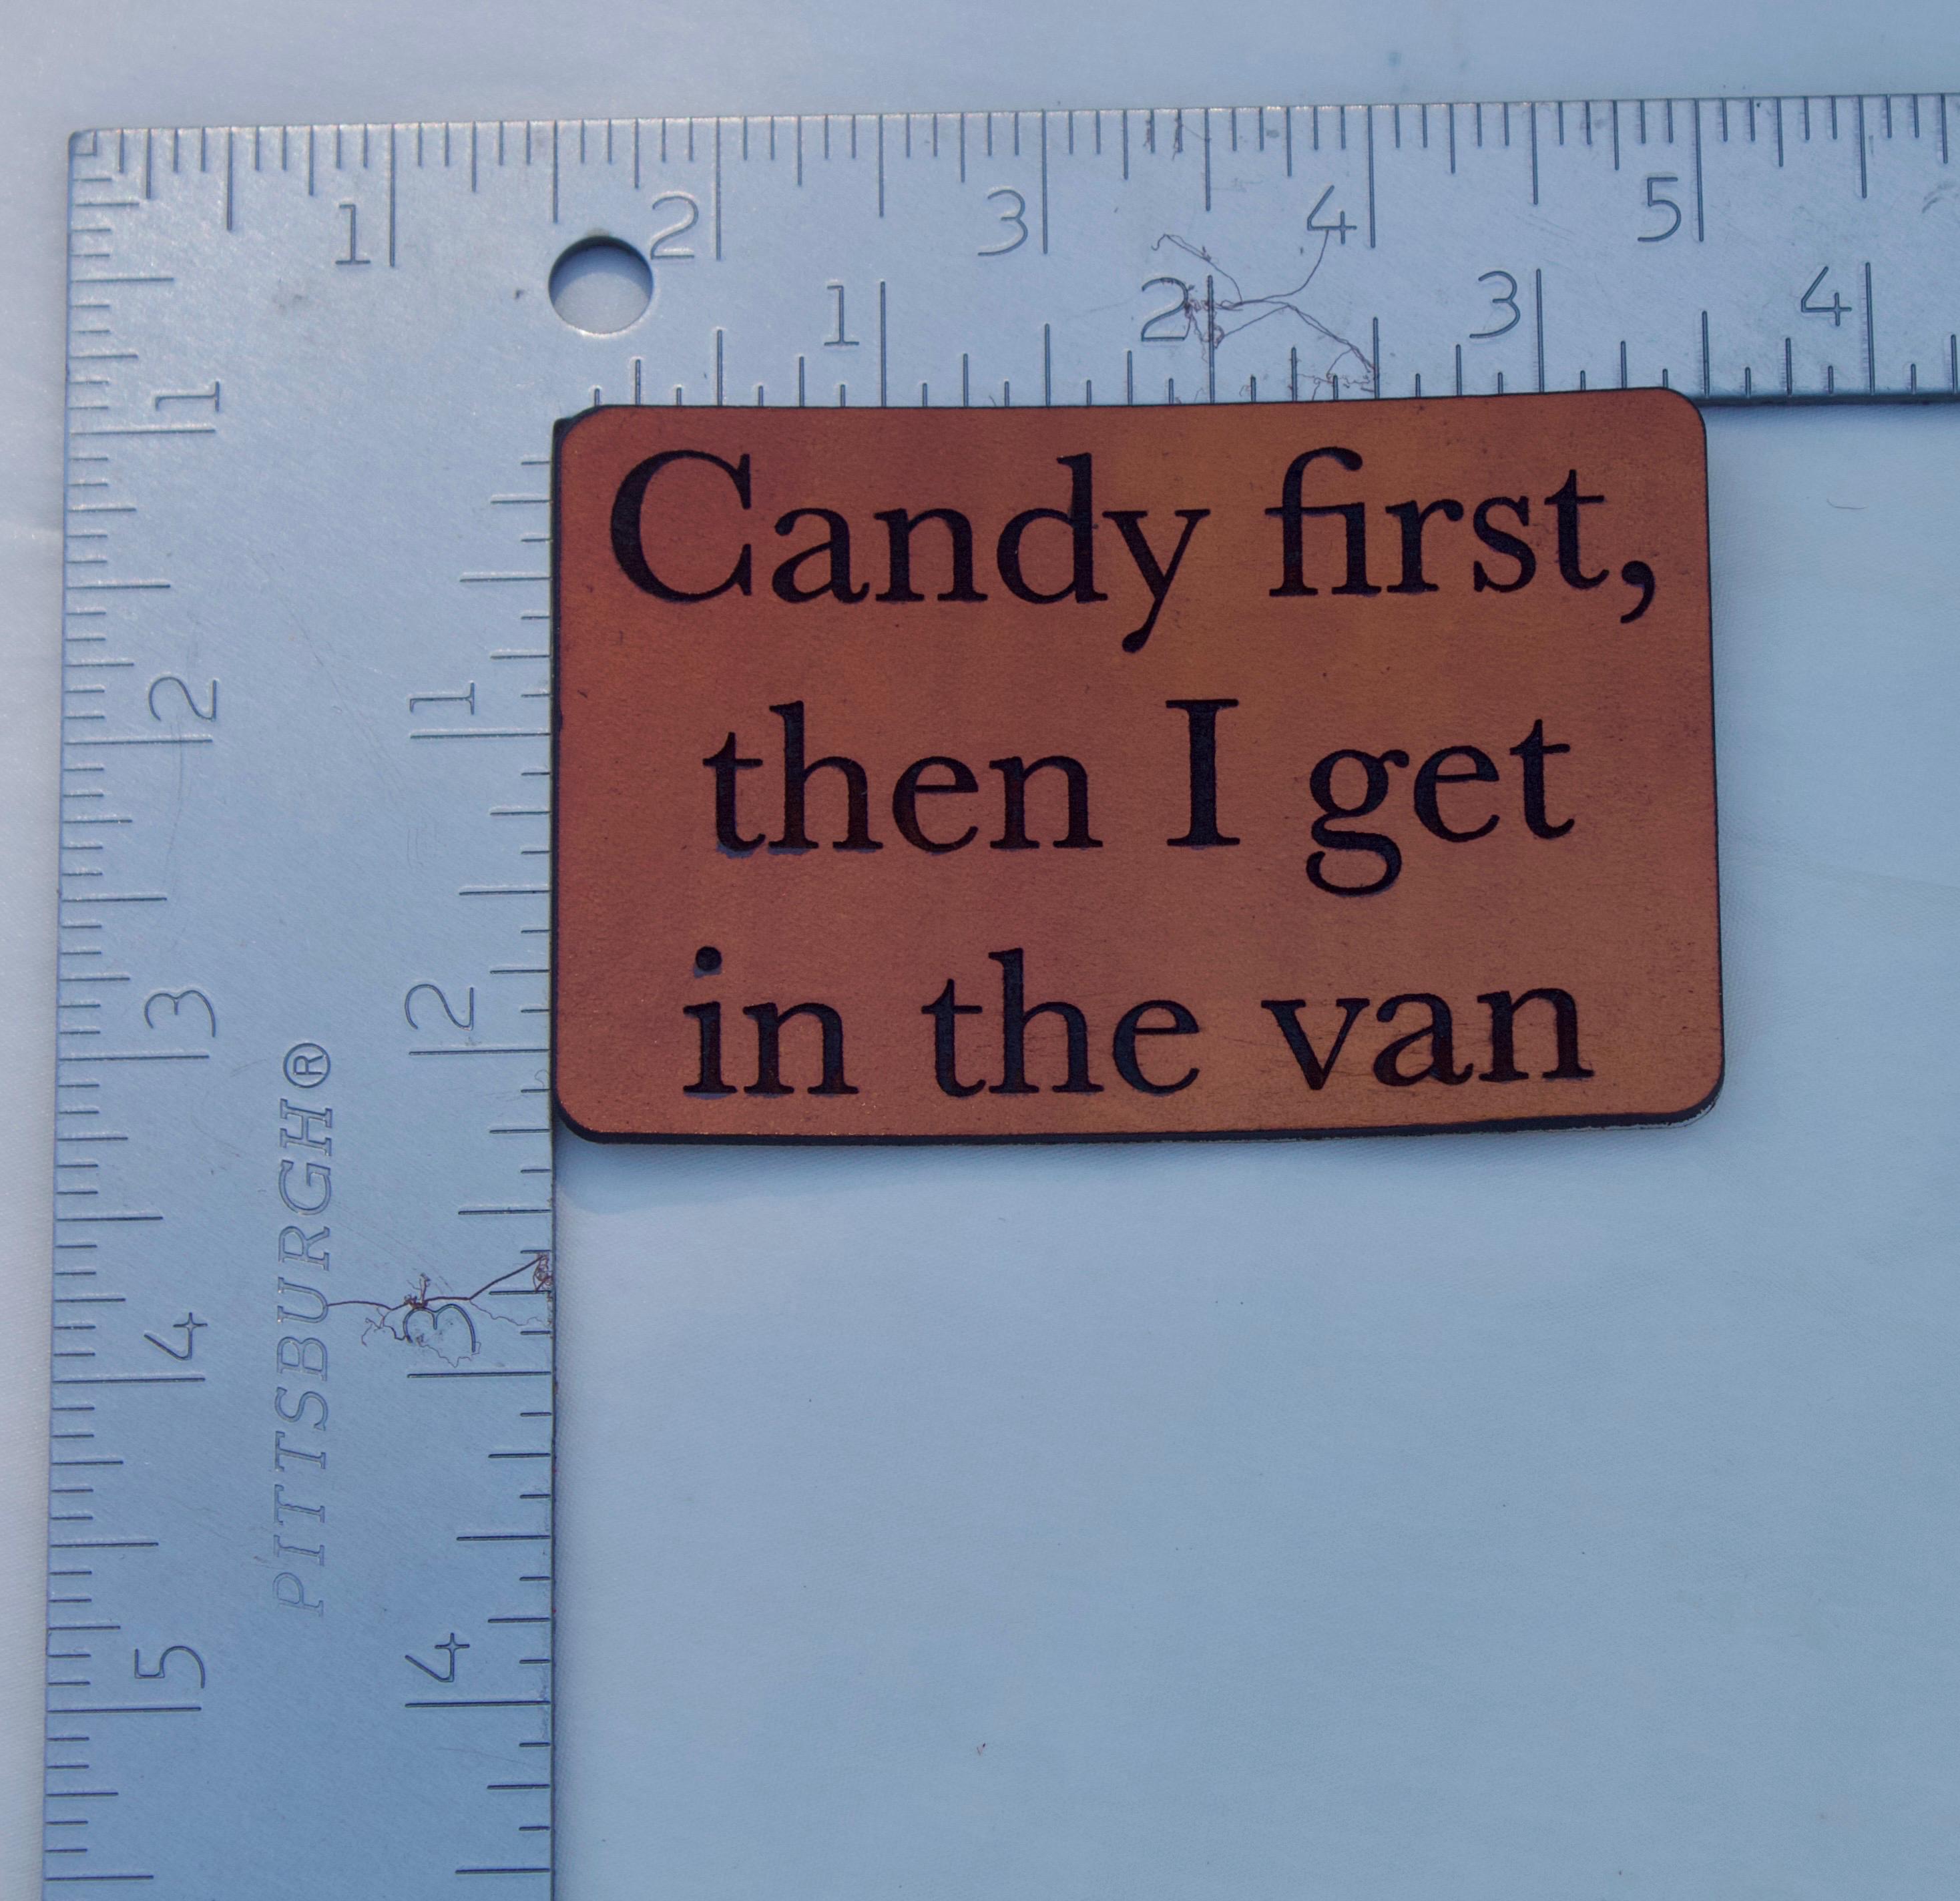 1 2 3 4 5
1 2 3 4
Candy first,
then I get
in the van
1 2 3 4 5
PITTSBURGH®
1 2 3 4